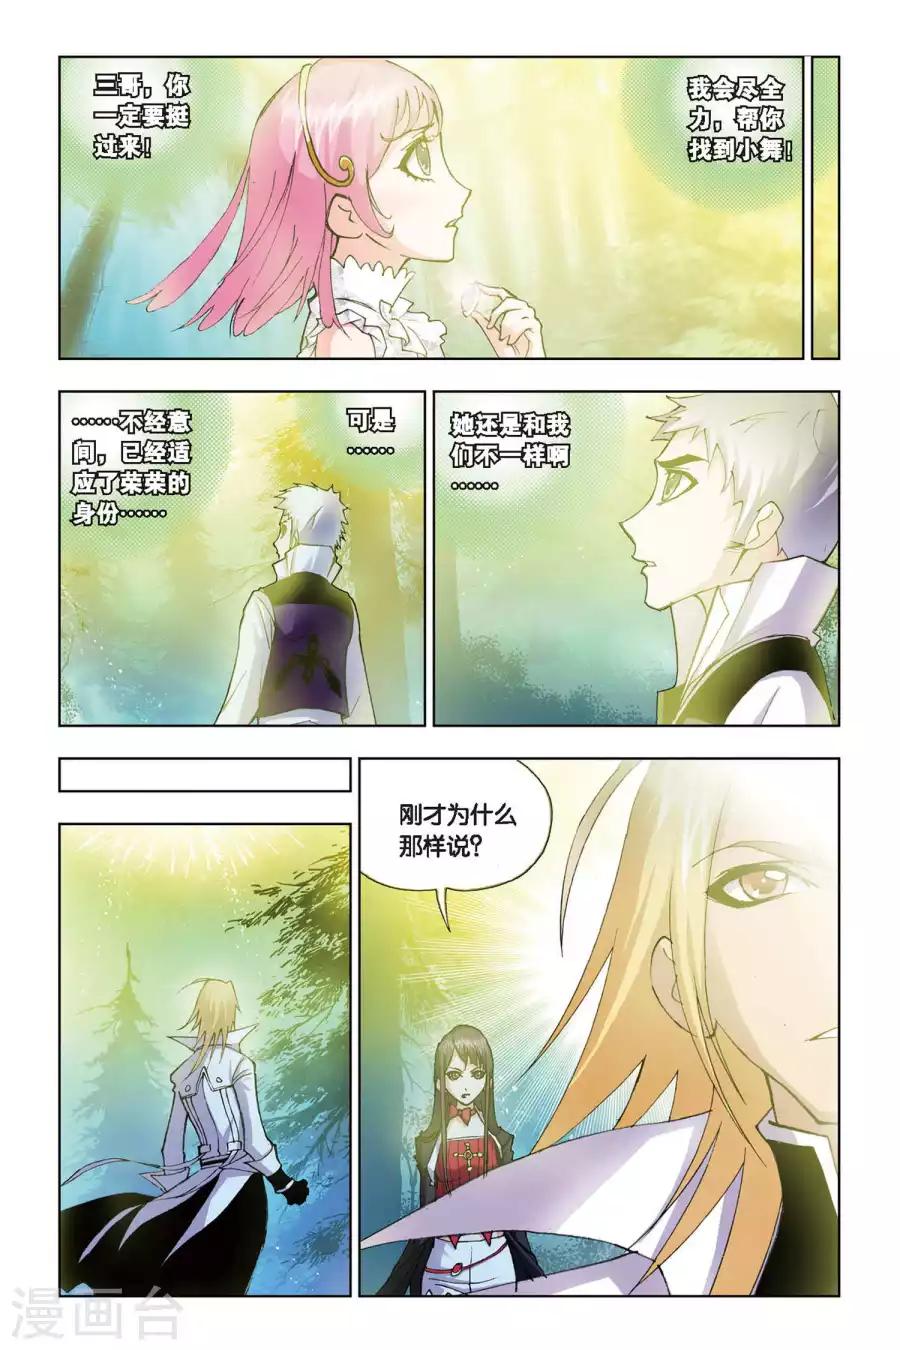 三哥，你
一定要挺
过来！
我会尽全
力，帮你
找到小舞！
……不经意
间，已经适
应了荣荣的
身份……
可是
……
她还是和我
们不一样啊
……
刚才为什么
那样说？
漫画台